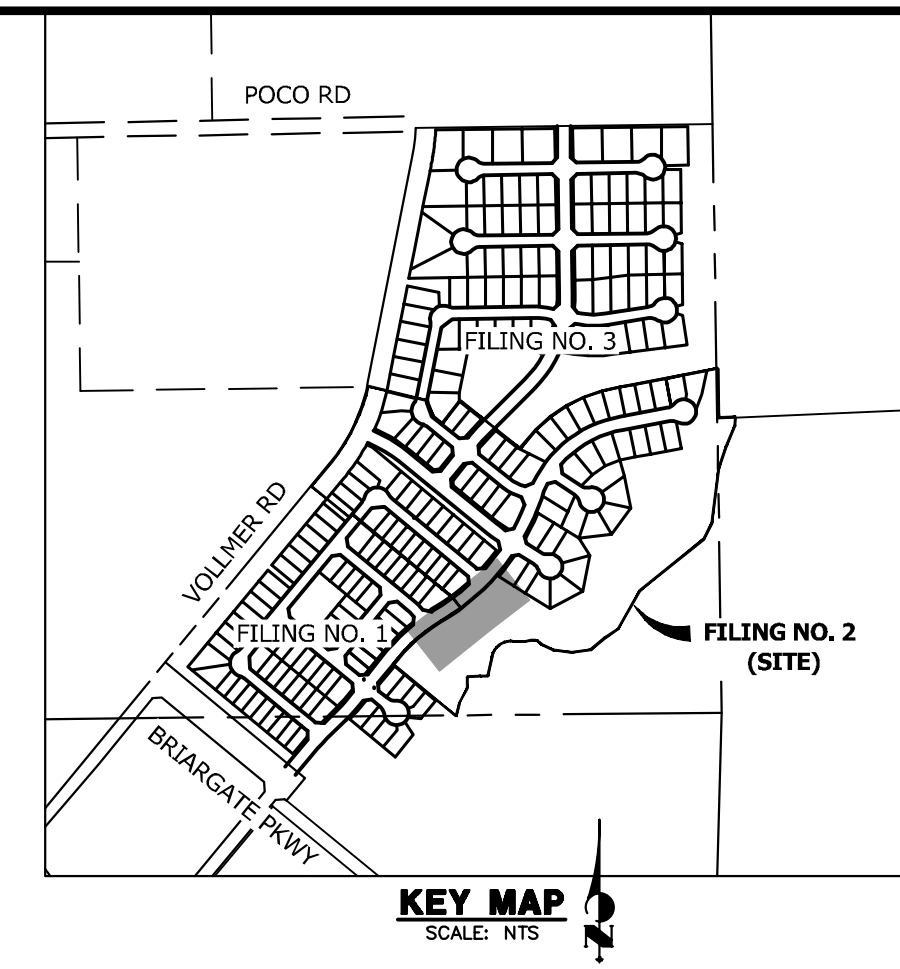 POCO RD
FILING NO. 3
VOLLMER RD
FILING NO. 1
FILING NO. 2
(SITE)
BRIARGATE PKWY
KEY MAP
SCALE: NTS
N